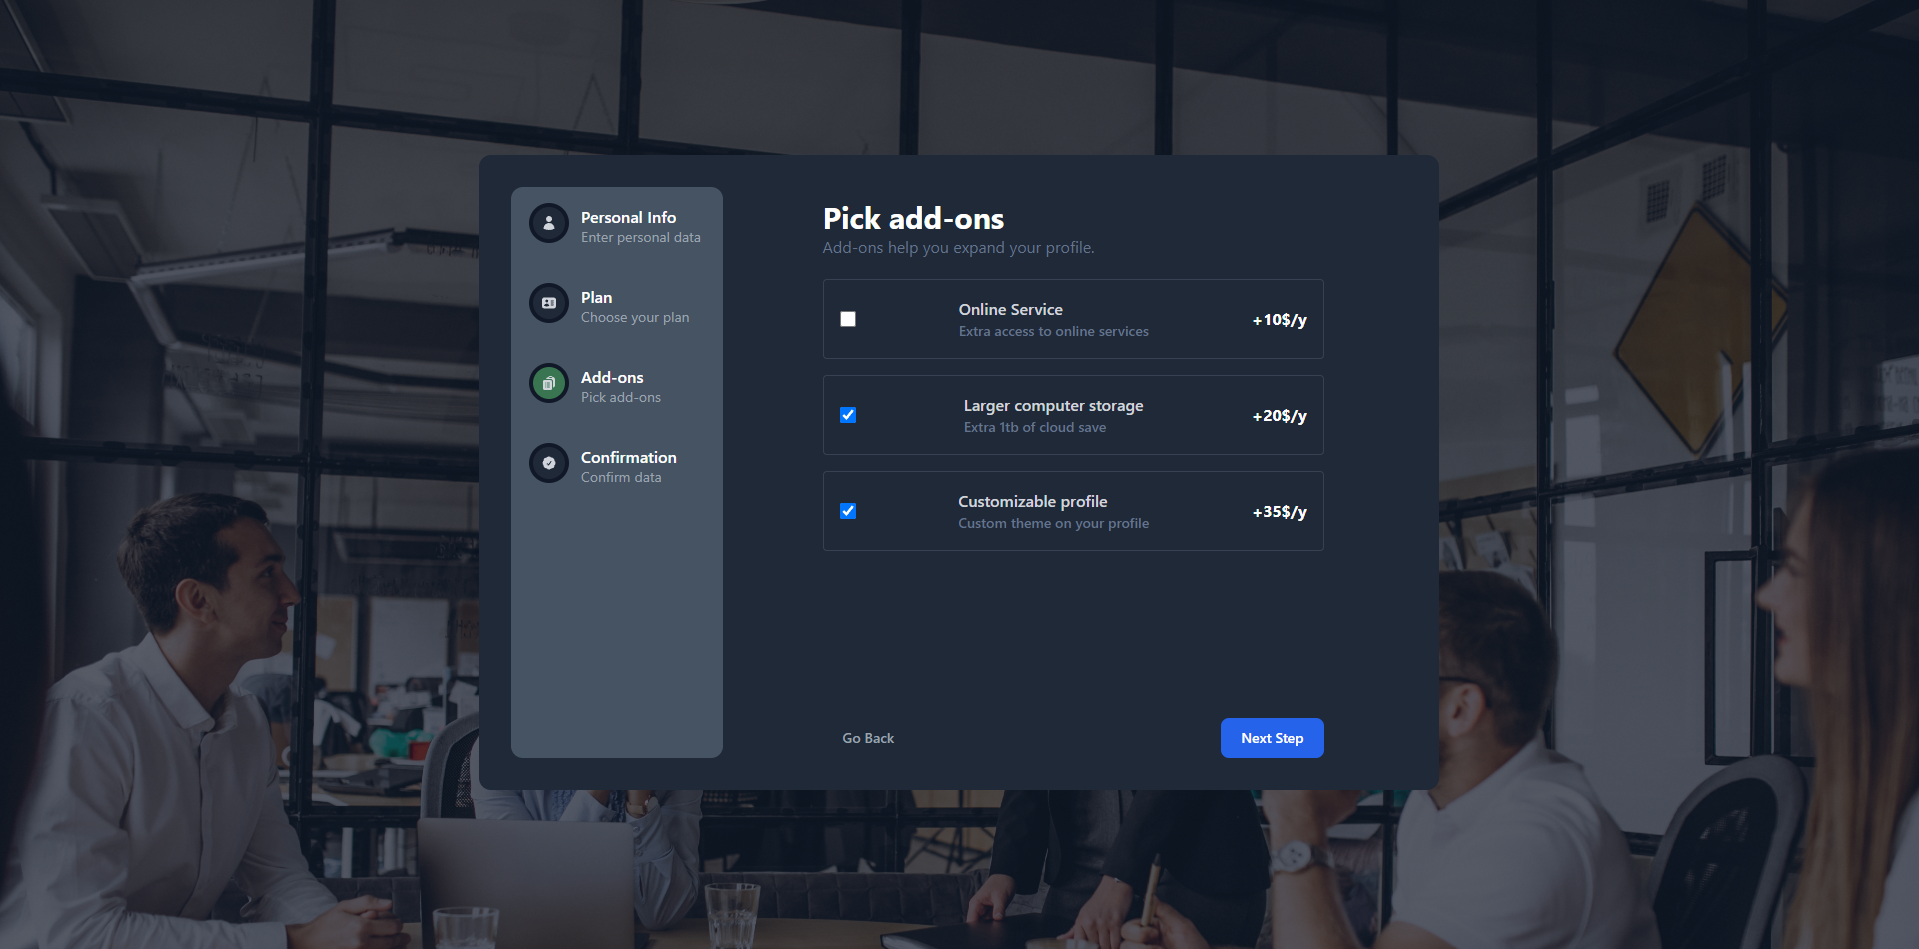 Personal Info
Enter personal data
Plan
Choose your plan
Add-ons
Pick add-ons
Confirmation
Confirm data
Pick add-ons
Add-ons help you expand your profile.
Online Service
Extra access to online services
+10$/y
Larger computer storage
Extra 1tb of cloud save
+20$/y
Customizable profile
Custom theme on your profile
+35$/y
Go Back
Next Step